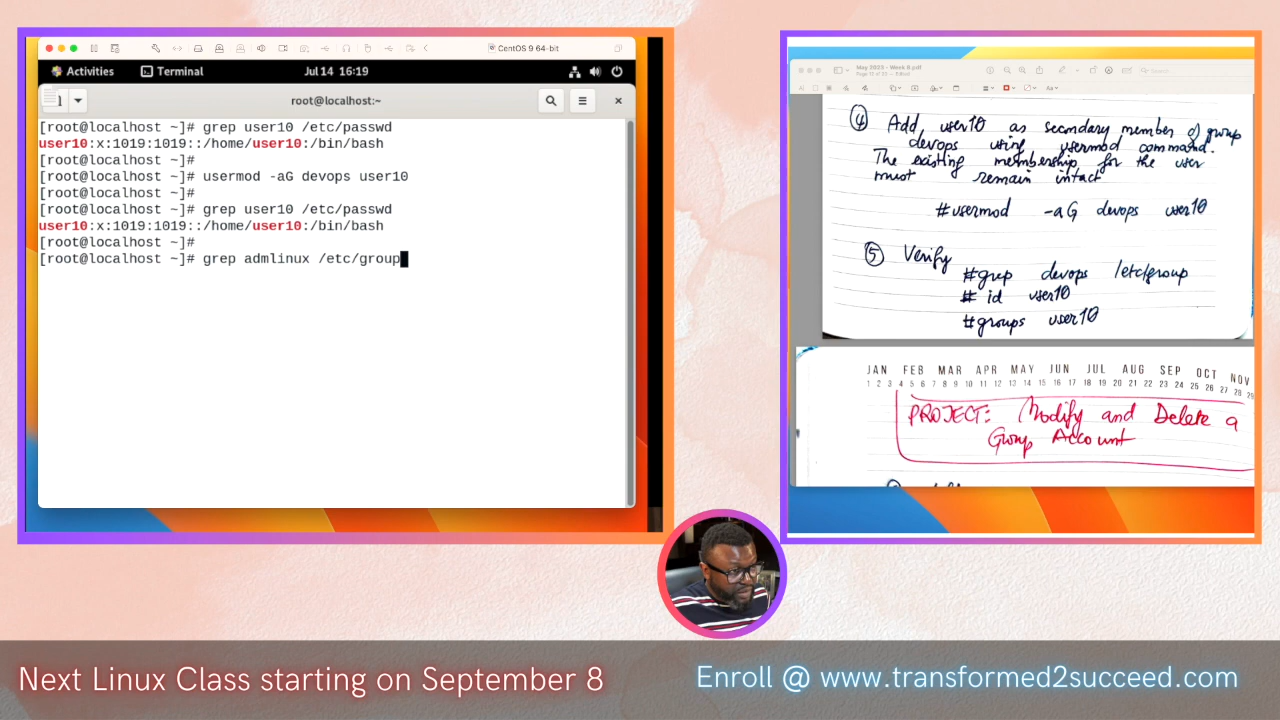 CentOS 9 64-bit
Activities
Terminal
Jul 14 16:19
root@localhost:~
[root@localhost ~]# grep user10 /etc/passwd
user10:x:1019:1019::/home/user10:/bin/bash
[root@localhost ~]#
[root@localhost ~]# usermod -aG devops user10
[root@localhost ~]#
[root@localhost ~]# grep user10 /etc/passwd
user10:x:1019:1019::/home/user10:/bin/bash
[root@localhost ~]#
[root@localhost ~]# grep admlinux /etc/group
May 2023 - Week 8.pdf
Search
④ Add user10 as secondary member of group
devops using usermod command.
The existing membership for the user
must remain intact
#usermod -aG devops user10
⑤ Verify
#grep devops /etc/group
# id user10
#groups user10
JAN FEB MAR APR MAY JUN JUL AUG SEP OCT NOV
1 2 3 4 5 6 7 8 9 10 11 12 13 14 15 16 17 18 19 20 21 22 23 24 25 26 27 28 29
PROJECT: Modify and Delete a
Group Account
Next Linux Class starting on September 8
Enroll @ www.transformed2succeed.com